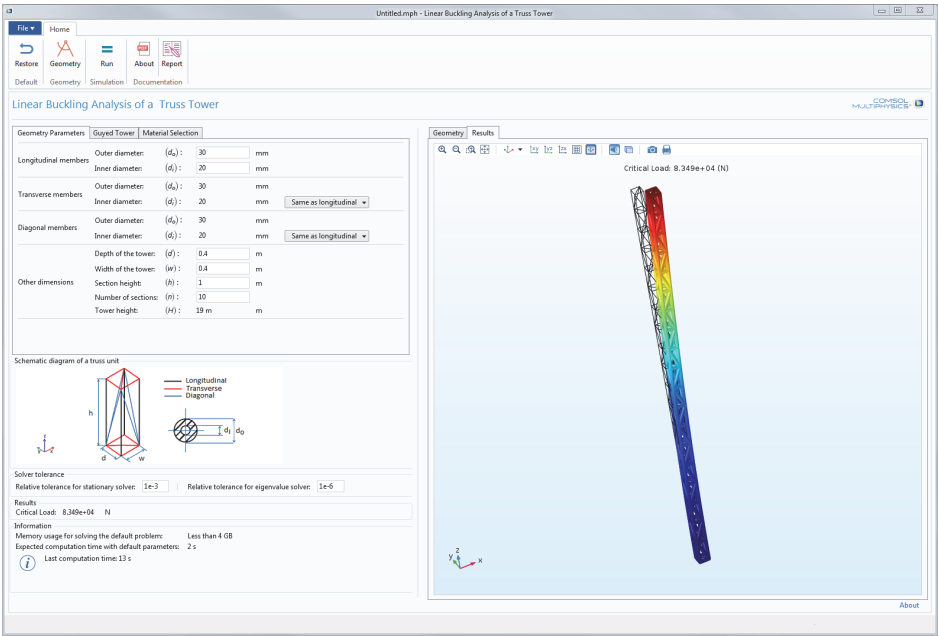 Untitled.mph - Linear Buckling Analysis of a Truss Tower
File ▾ Home
Restore Geometry Run About Report
Default Geometry Simulation Documentation
PDF
Linear Buckling Analysis of a Truss Tower
COMSOL
MULTIPHYSICS®
Geometry Parameters Guyed Tower Material Selection
Longitudinal members
Outer diameter: (dₒ) : 30 mm
Inner diameter: (dᵢ) : 20 mm
Transverse members
Outer diameter: (dₒ) : 30 mm
Inner diameter: (dᵢ) : 20 mm Same as longitudinal ▾
Diagonal members
Outer diameter: (dₒ) : 30 mm
Inner diameter: (dᵢ) : 20 mm Same as longitudinal ▾
Other dimensions
Depth of the tower: (d) : 0.4 m
Width of the tower: (w) : 0.4 m
Section height: (h) : 1 m
Number of sections: (n) : 10
Tower height: (H) : 19 m m
Schematic diagram of a truss unit
Longitudinal
Transverse
Diagonal
h
dᵢ dₒ
d w
z
y x
Solver tolerance
Relative tolerance for stationary solver: 1e-3 Relative tolerance for eigenvalue solver: 1e-6
Results
Critical Load: 8.349e+04 N
Information
Memory usage for solving the default problem: Less than 4 GB
Expected computation time with default parameters: 2 s
i Last computation time: 13 s
Geometry Results
xy yz zx
Critical Load: 8.349e+04 (N)
z
y x
About